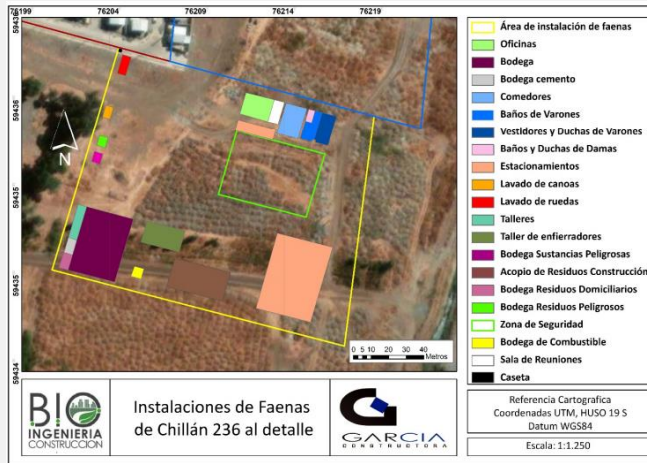 76199
76204
76209
76214
76219
59436
59436
59435
59435
59434
N
0 5 10 20 30 40
Metros
Área de instalación de faenas
Oficinas
Bodega
Bodega cemento
Comedores
Baños de Varones
Vestidores y Duchas de Varones
Baños y Duchas de Damas
Estacionamientos
Lavado de canoas
Lavado de ruedas
Talleres
Taller de enfierradores
Bodega Sustancias Peligrosas
Acopio de Residuos Construcción
Bodega Residuos Domiciliarios
Bodega Residuos Peligrosos
Zona de Seguridad
Bodega de Combustible
Sala de Reuniones
Caseta
BIO
INGENIERIA
CONSTRUCCION
Instalaciones de Faenas
de Chillán 236 al detalle
GARCIA
CONSTRUCTORA
Referencia Cartografica
Coordenadas UTM, HUSO 19 S
Datum WGS84
Escala: 1:1.250